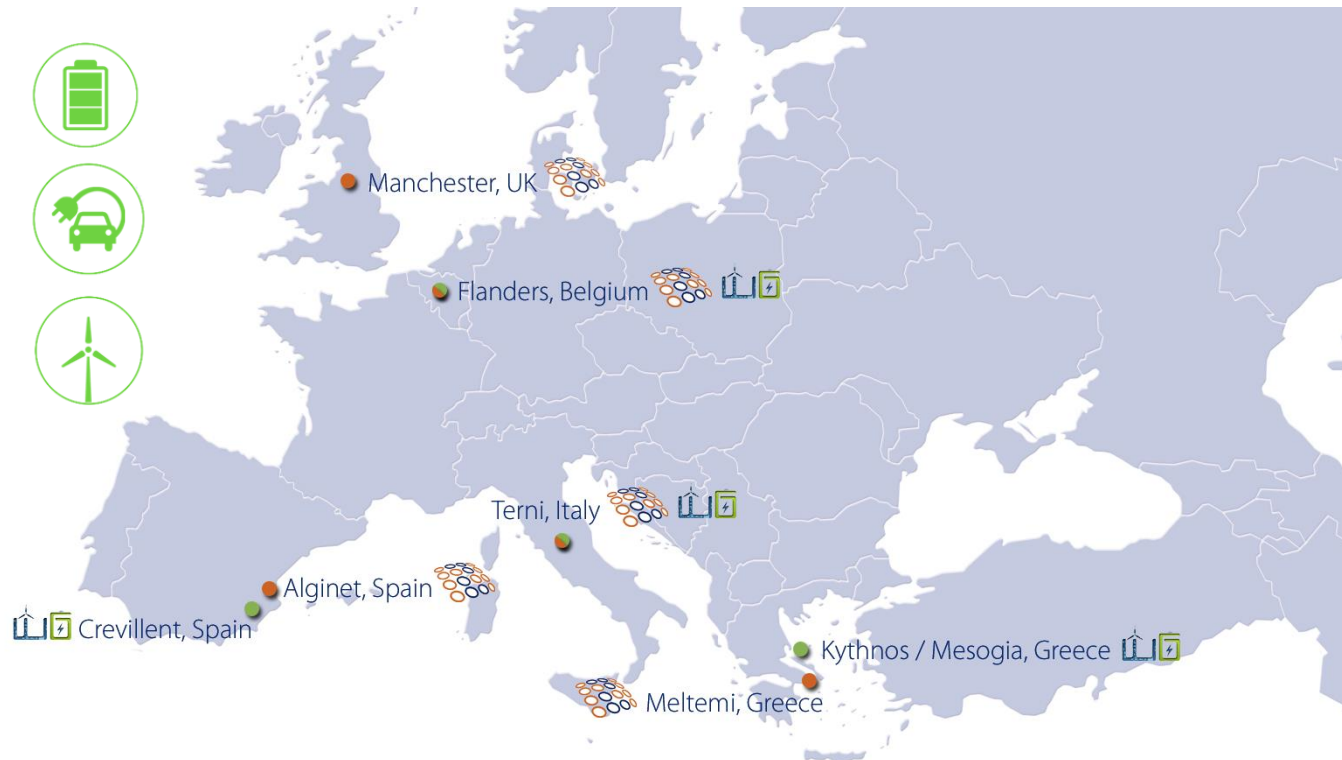 Manchester, UK
Flanders, Belgium
Terni, Italy
Alginet, Spain
Crevillent, Spain
Kythnos / Mesogia, Greece
Meltemi, Greece